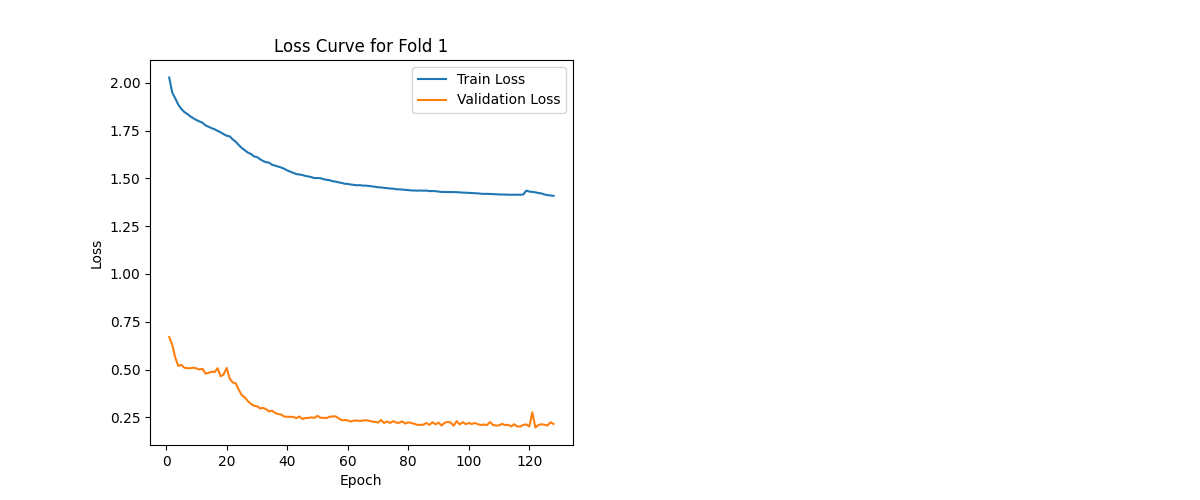 Loss Curve for Fold 1
Train Loss
Validation Loss
2.00
1.75
1.50
1.25
1.00
0.75
0.50
0.25
Loss
0 20 40 60 80 100 120
Epoch